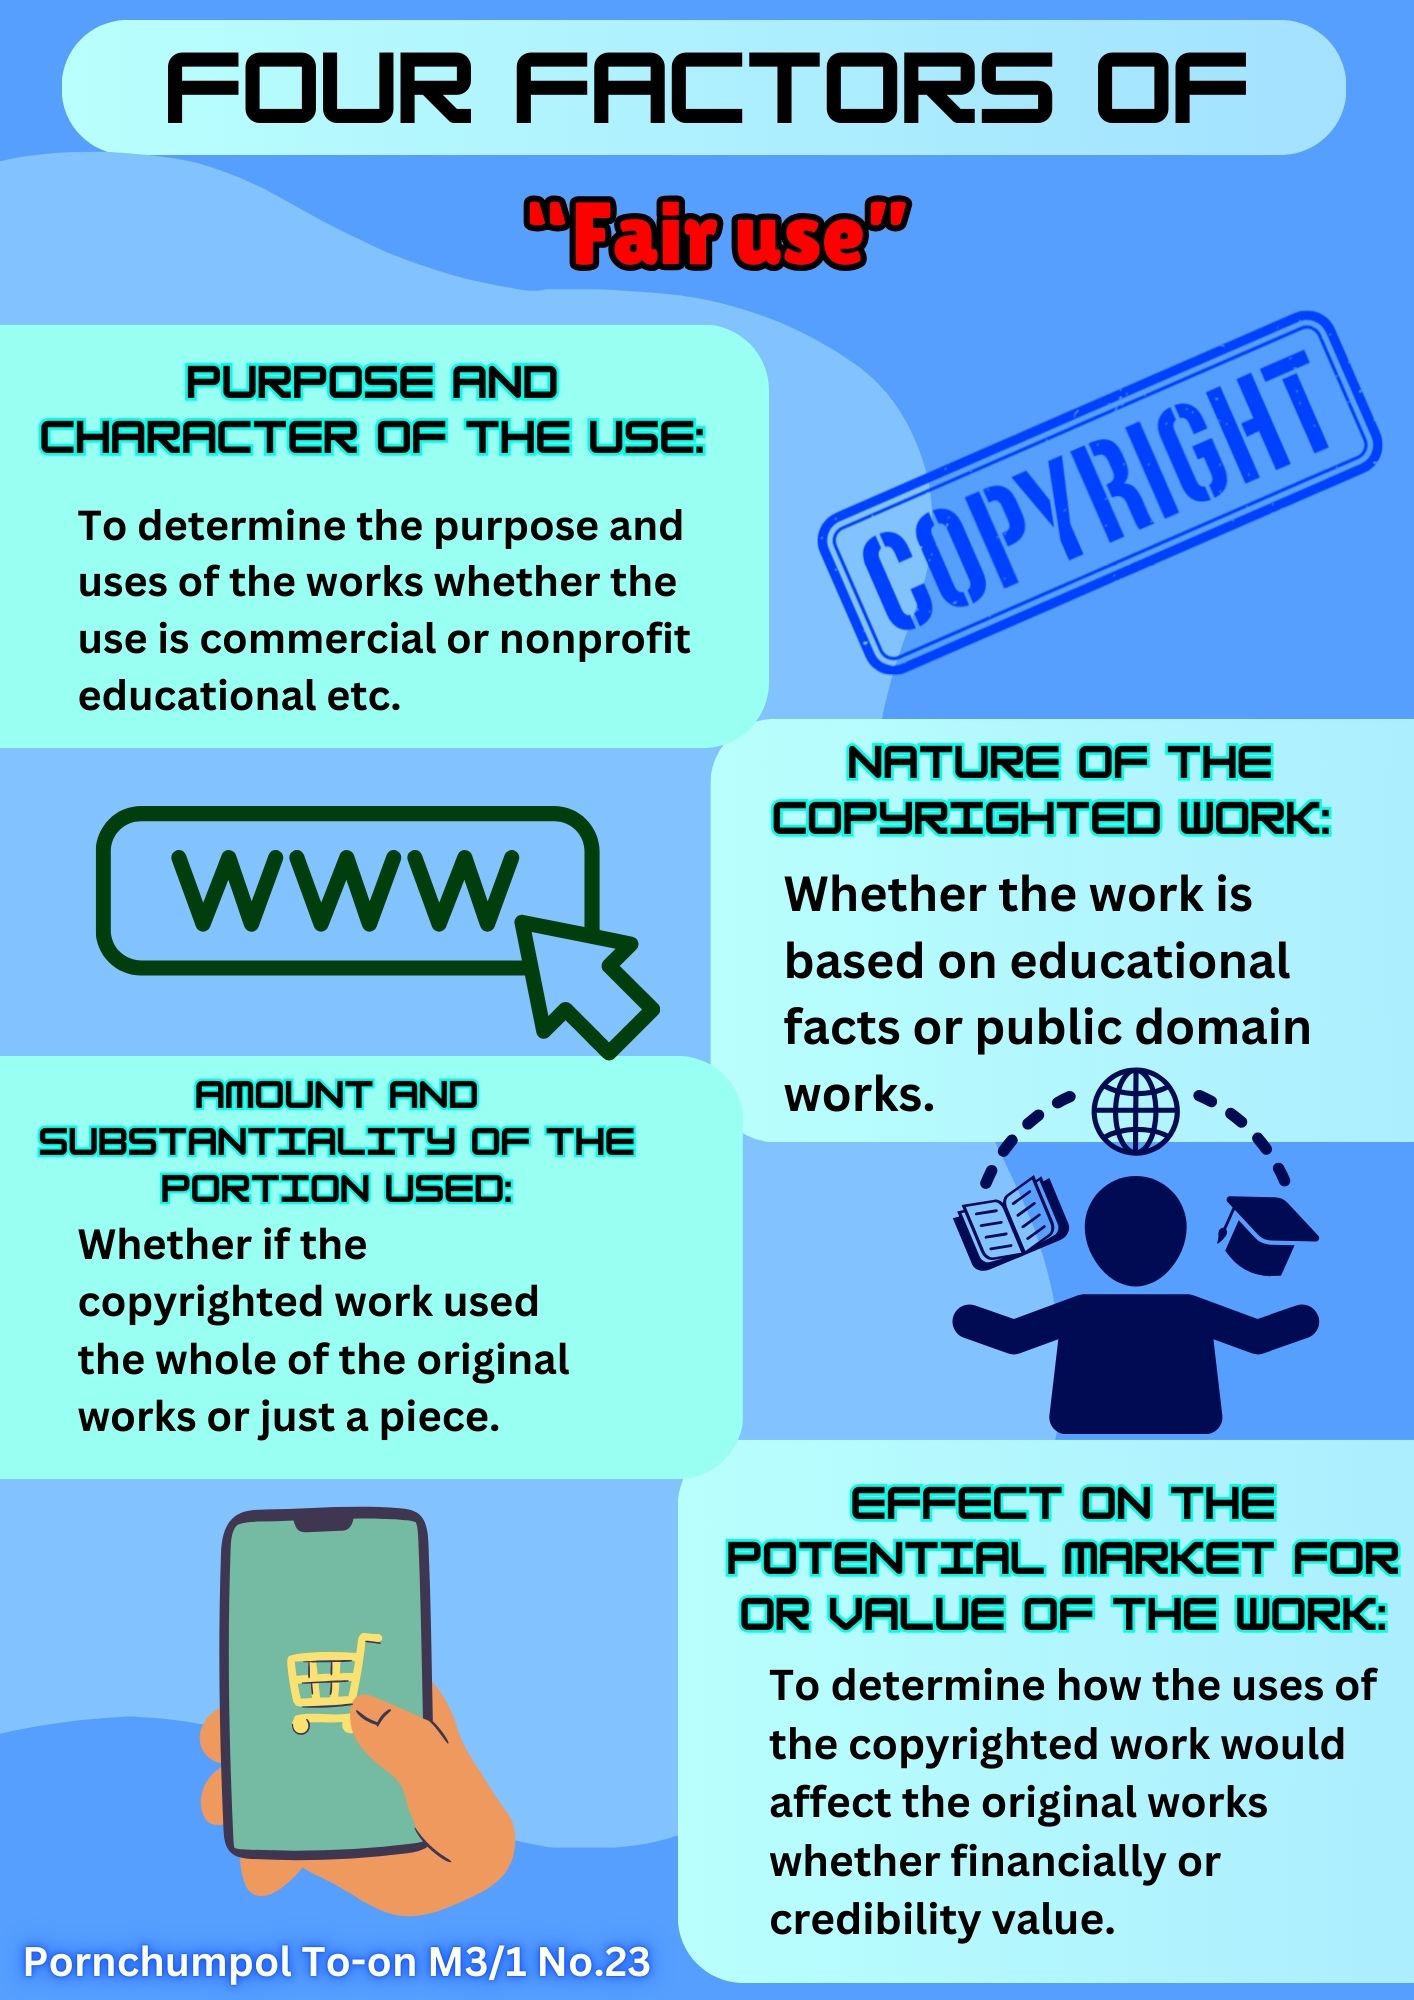 FOUR FACTORS OF
"Fair use"
PURPOSE AND
CHARACTER OF THE USE:
To determine the purpose and
uses of the works whether the
use is commercial or nonprofit
educational etc.
COPYRIGHT
NATURE OF THE
COPYRIGHTED WORK:
Whether the work is
based on educational
facts or public domain
works.
WWW
AMOUNT AND
SUBSTANTIALITY OF THE
PORTION USED:
Whether if the
copyrighted work used
the whole of the original
works or just a piece.
EFFECT ON THE
POTENTIAL MARKET FOR
OR VALUE OF THE WORK:
To determine how the uses of
the copyrighted work would
affect the original works
whether financially or
credibility value.
Pornchumpol To-on M3/1 No.23